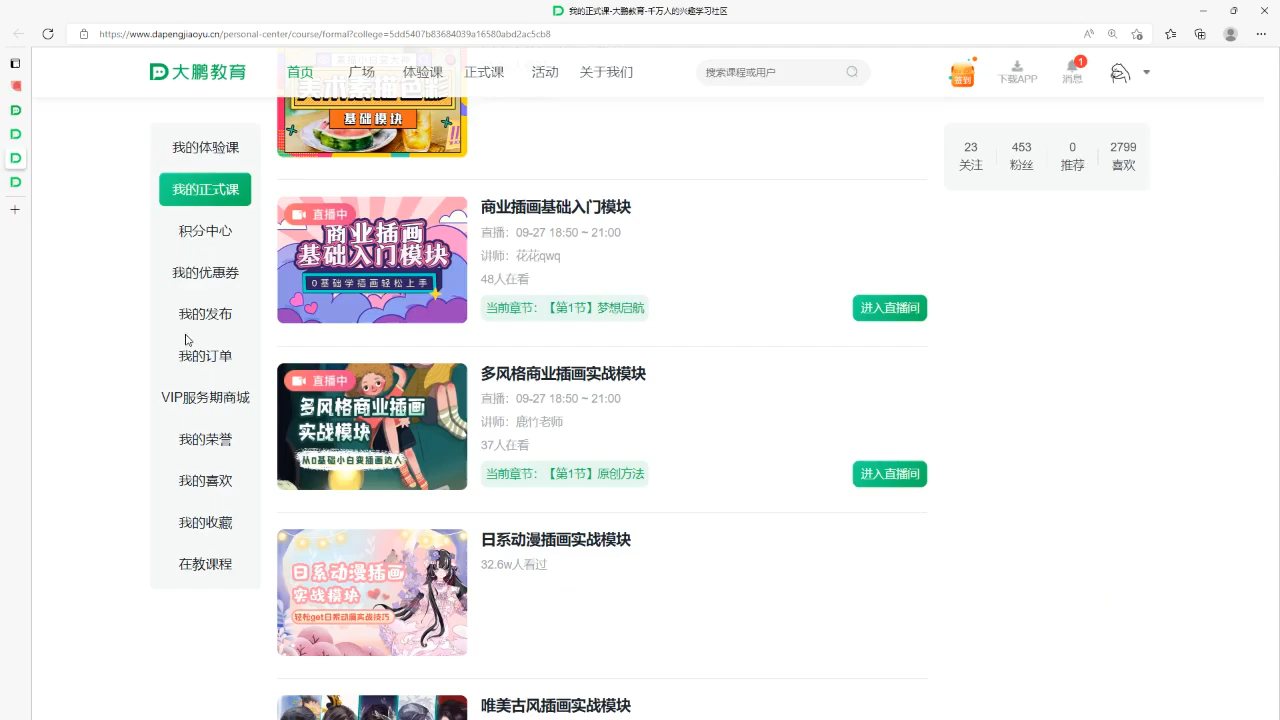 我的正式课-大鹏教育-千万人的兴趣学习社区
https://www.dapengjiaoyu.cn/personal-center/course/formal?college=5dd5407b83684039a16580abd2ac5cb8
大鹏教育
首页
广场
体验课
正式课
活动
关于我们
搜索课程或用户
签到
下载APP
消息
1
我的体验课
我的正式课
积分中心
我的优惠券
我的发布
我的订单
VIP服务期商城
我的荣誉
我的喜欢
我的收藏
在教课程
美术素描色彩
基础模块
直播中
商业插画
基础入门模块
0基础学插画轻松上手
商业插画基础入门模块
直播：09-27 18:50 ~ 21:00
讲师：花花qwq
48人在看
当前章节：【第1节】梦想启航
进入直播间
直播中
多风格商业插画
实战模块
从0基础小白变插画达人
多风格商业插画实战模块
直播：09-27 18:50 ~ 21:00
讲师：鹿竹老师
37人在看
当前章节：【第1节】原创方法
进入直播间
日系动漫插画
实战模块
轻松get日系动画实战技巧
日系动漫插画实战模块
32.6w人看过
唯美古风插画实战模块
23
关注
453
粉丝
0
推荐
2799
喜欢